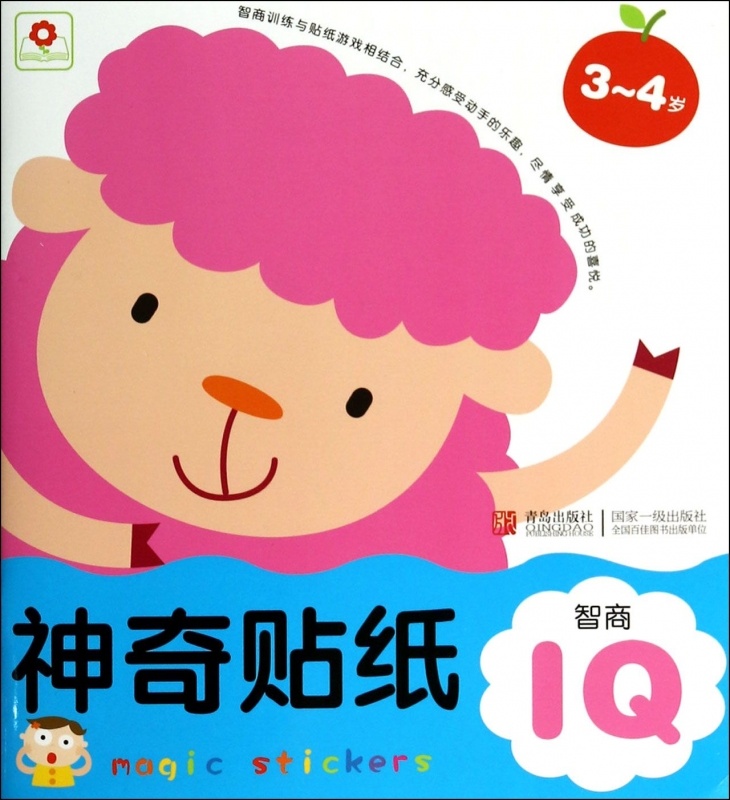 智商训练与贴纸游戏相结合，充分感受动手的乐趣，尽情享受成功的喜悦。
3~4岁
青岛出版社
QINGDAO
PUBLISHING HOUSE
国家一级出版社
全国百佳图书出版单位
神奇贴纸
智商
IQ
magic stickers